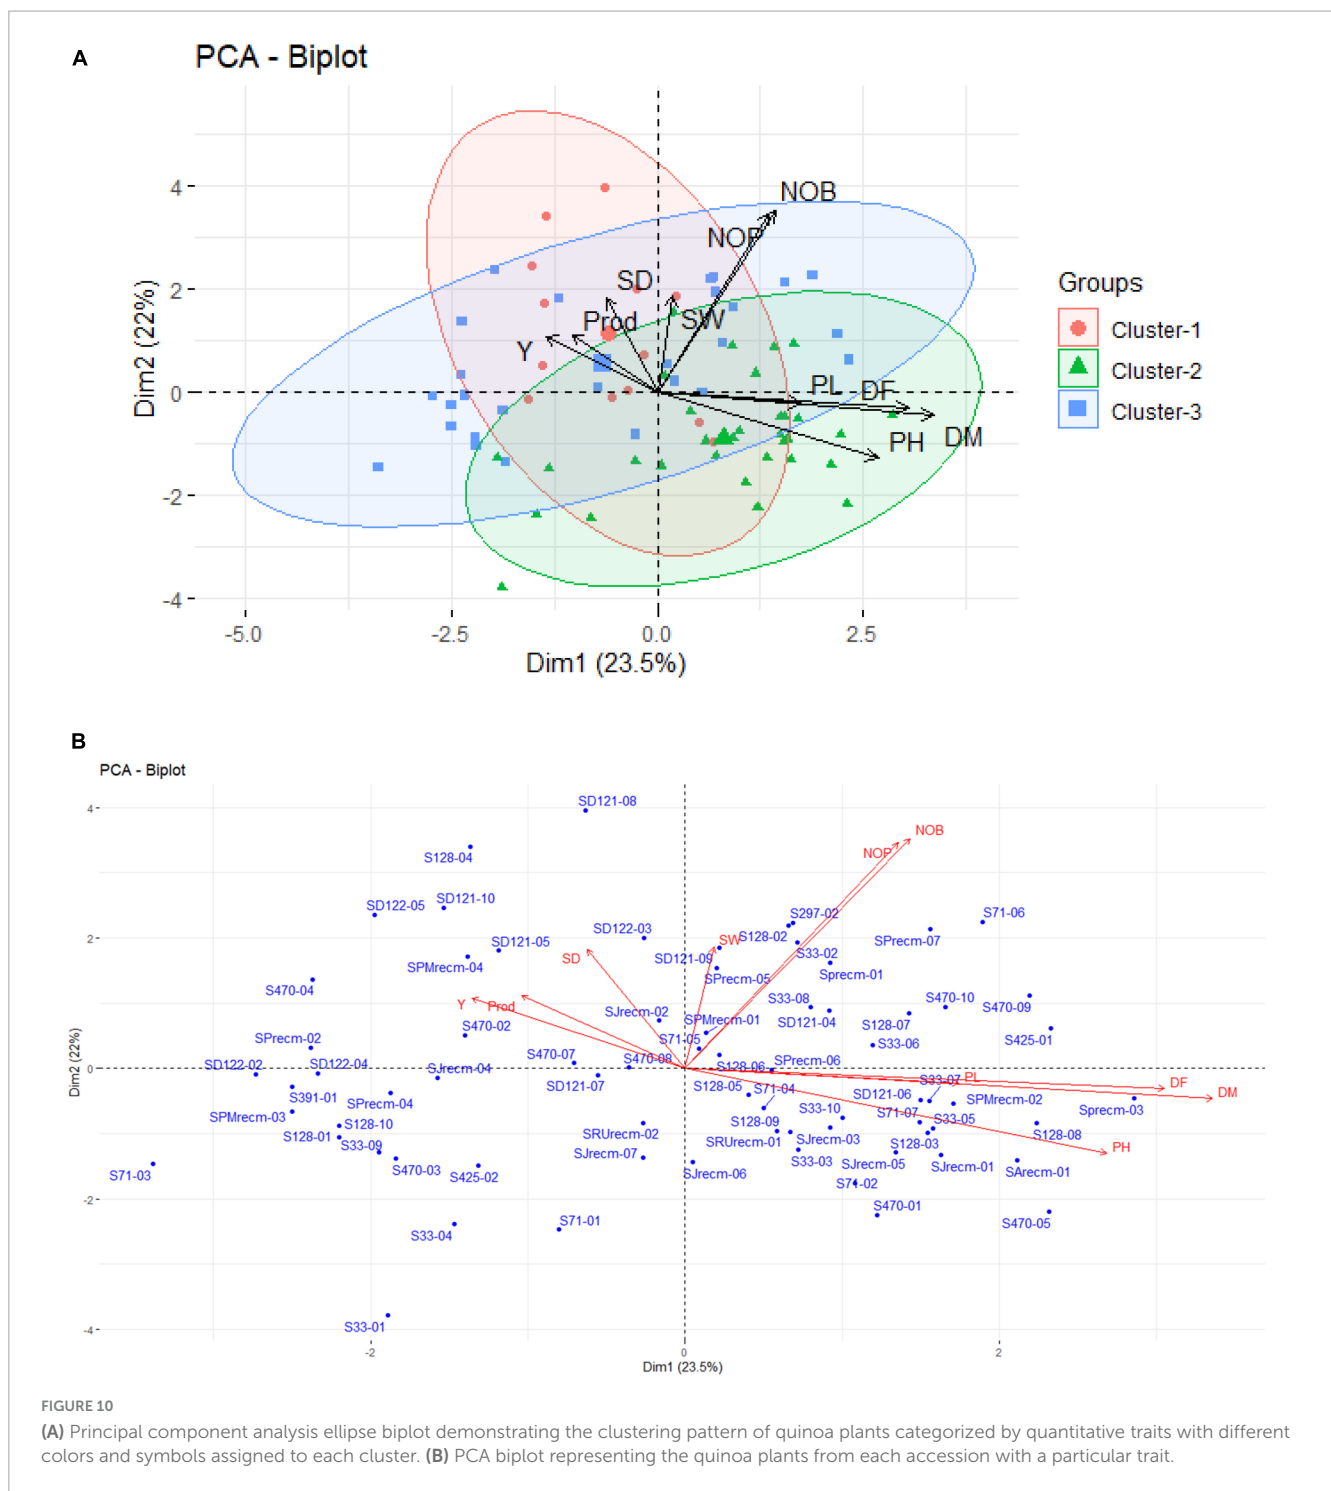 A
PCA - Biplot
NOB
NOP
SD
SW
Prod
Y
PL
DF
PH
DM
4
2
0
-2
-4
Dim2 (22%)
-5.0
-2.5
0.0
2.5
Dim1 (23.5%)
Groups
Cluster-1
Cluster-2
Cluster-3
B
PCA - Biplot
SD121-08
NOB
NOP
S128-04
SD122-05
SD121-10
SD121-05
SPMrecm-04
SD122-03
SD
SW
S297-02
S128-02
S33-02
SD121-09
SPrecm-05
Sprecm-01
SPrecm-07
S71-06
S470-04
Y
Prod
S470-02
SJrecm-02
SPMrecm-01
S33-08
SD121-04
S128-07
S470-10
S470-09
S425-01
S33-06
SPrecm-02
SD122-02
SD122-04
SJrecm-04
S470-07
SD121-07
S470-08
S71-05
S128-06
SPrecm-06
S128-05
S71-04
S33-07
PL
DF
DM
PH
S391-01
SPMrecm-03
SPrecm-04
S128-10
S128-01
S33-09
S470-03
S425-02
S71-03
SRUrecm-02
SJrecm-07
SJrecm-06
S128-09
SRUrecm-01
S33-10
SJrecm-03
S33-03
SD121-06
S71-07
S33-05
S128-03
SPMrecm-02
Sprecm-03
S128-08
SJrecm-05
SJrecm-01
SArecm-01
S71-02
S470-01
S470-05
S33-04
S71-01
S33-01
4
2
0
-2
-4
Dim2 (22%)
-2
0
2
Dim1 (23.5%)
FIGURE 10
(A) Principal component analysis ellipse biplot demonstrating the clustering pattern of quinoa plants categorized by quantitative traits with different
colors and symbols assigned to each cluster. (B) PCA biplot representing the quinoa plants from each accession with a particular trait.